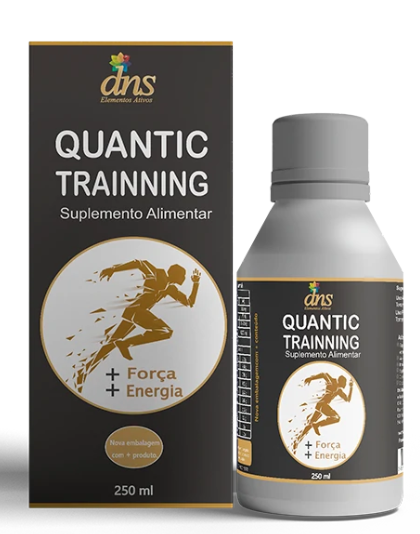 dns
Elementos Ativos
QUANTIC
TRAINNING
Suplemento Alimentar
+ Força
+ Energia
Nova embalagem
com + produto.
250 ml
dns
Elementos Ativos
QUANTIC
TRAINNING
Suplemento Alimentar
+ Força
+ Energia
250 ml
Nova embalagem com + conteúdo